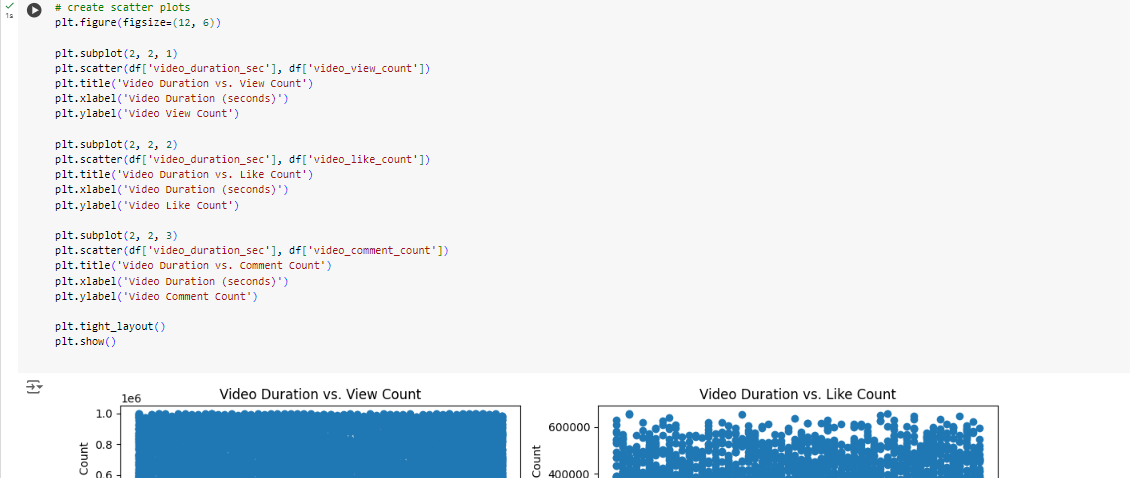 1s
# create scatter plots
plt.figure(figsize=(12, 6))
plt.subplot(2, 2, 1)
plt.scatter(df['video_duration_sec'], df['video_view_count'])
plt.title('Video Duration vs. View Count')
plt.xlabel('Video Duration (seconds)')
plt.ylabel('Video View Count')
plt.subplot(2, 2, 2)
plt.scatter(df['video_duration_sec'], df['video_like_count'])
plt.title('Video Duration vs. Like Count')
plt.xlabel('Video Duration (seconds)')
plt.ylabel('Video Like Count')
plt.subplot(2, 2, 3)
plt.scatter(df['video_duration_sec'], df['video_comment_count'])
plt.title('Video Duration vs. Comment Count')
plt.xlabel('Video Duration (seconds)')
plt.ylabel('Video Comment Count')
plt.tight_layout()
plt.show()
Video Duration vs. View Count
1e6
1.0
0.8
0.6
Count
Video Duration vs. Like Count
600000
400000
Count